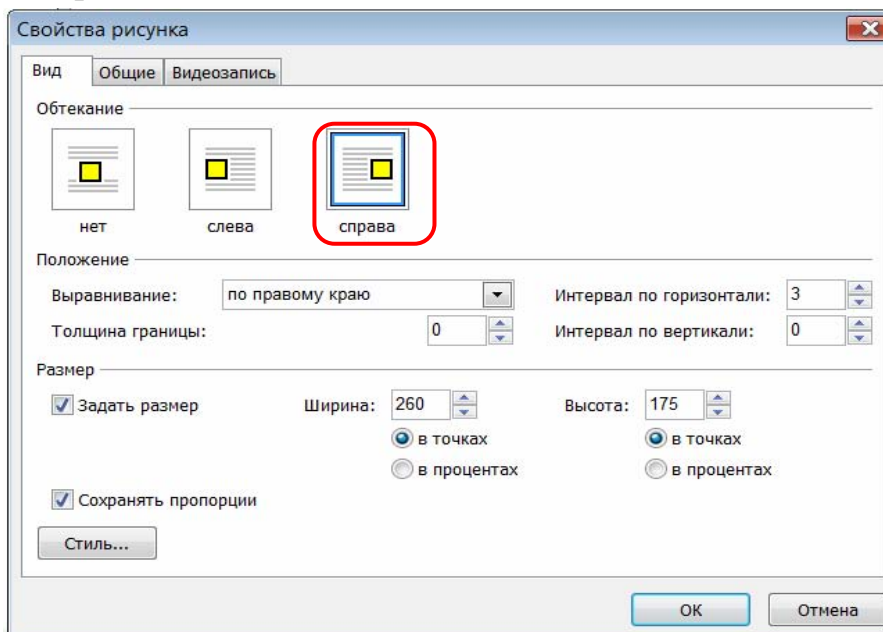 Свойства рисунка
Вид Общие Видеозапись
Обтекание
нет слева справа
Положение
Выравнивание: по правому краю Интервал по горизонтали: 3
Толщина границы: 0 Интервал по вертикали: 0
Размер
Задать размер Ширина: 260 Высота: 175
в точках в точках
в процентах в процентах
Сохранять пропорции
Стиль...
ОК Отмена